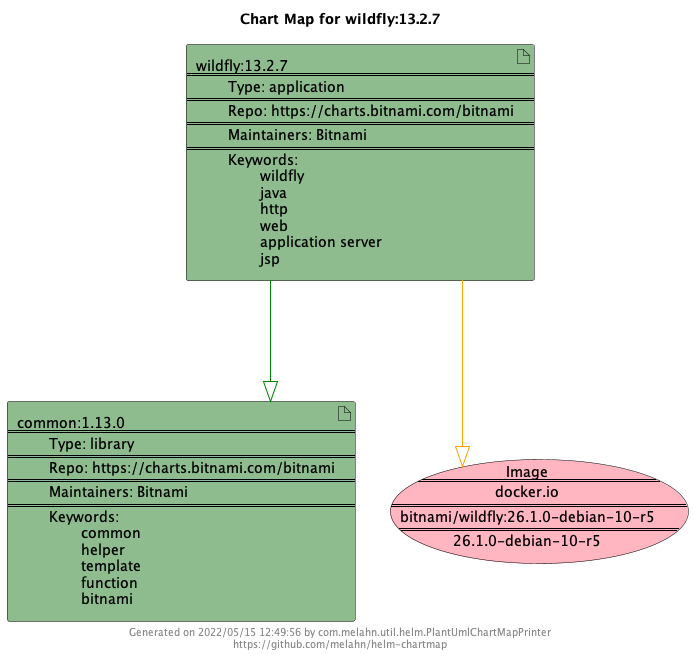 Chart Map for wildfly:13.2.7
wildfly:13.2.7
Type: application
Repo: https://charts.bitnami.com/bitnami
Maintainers: Bitnami
Keywords:
wildfly
java
http
web
application server
jsp
common:1.13.0
Type: library
Repo: https://charts.bitnami.com/bitnami
Maintainers: Bitnami
Keywords:
common
helper
template
function
bitnami
Image
docker.io
bitnami/wildfly:26.1.0-debian-10-r5
26.1.0-debian-10-r5
Generated on 2022/05/15 12:49:56 by com.melahn.util.helm.PlantUmlChartMapPrinter
https://github.com/melahn/helm-chartmap